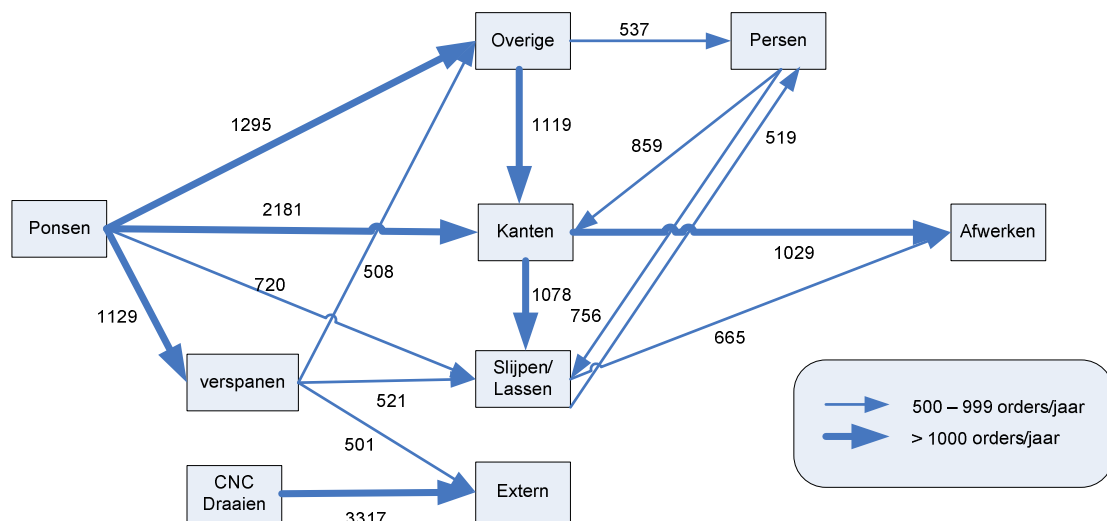 Overige
537
Persen
1295
1119
859
519
Ponsen
2181
Kanten
Afwerken
1029
508
720
1078
756
1129
665
verspanen
Slijpen/
Lassen
521
501
500 – 999 orders/jaar
> 1000 orders/jaar
CNC
Draaien
Extern
3317